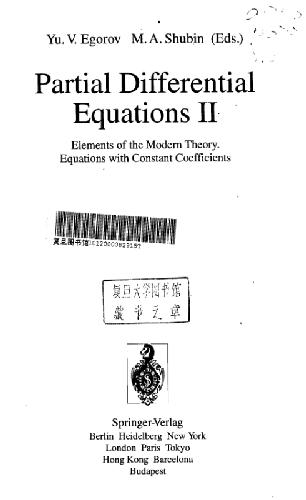 Yu. V. Egorov M. A. Shubin (Eds.)
Partial Differential
Equations II
Elements of the Modern Theory.
Equations with Constant Coefficients
复旦图书馆
复旦大学图书馆
藏书之章
Springer-Verlag
Berlin Heidelberg New York
London Paris Tokyo
Hong Kong Barcelona
Budapest